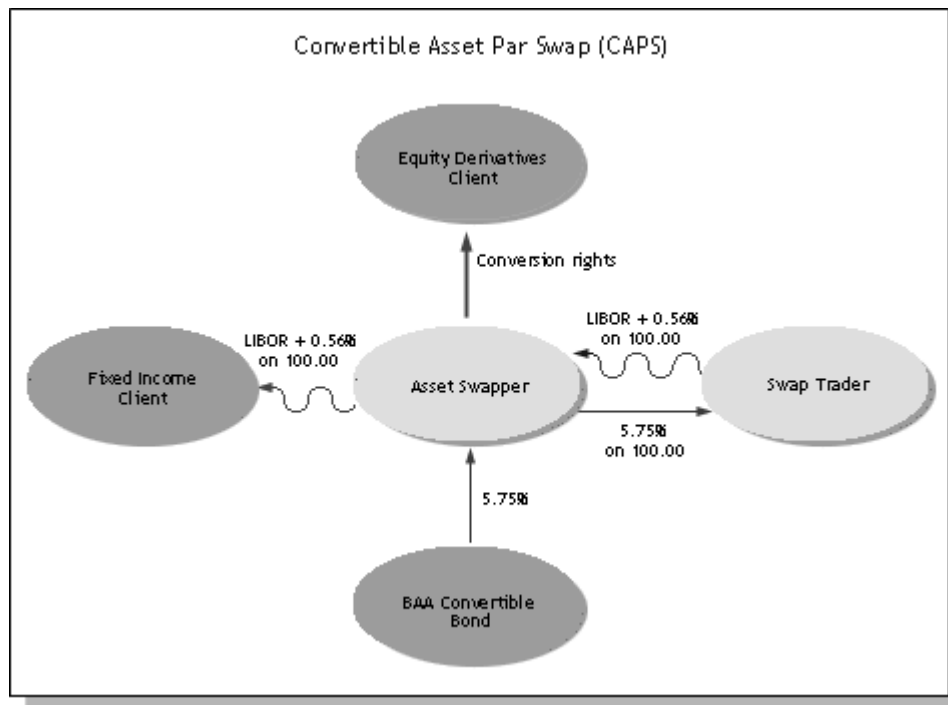 Convertible Asset Par Swap (CAPS)
Equity Derivatives
Client
Conversion rights
LIBOR + 0.56%
on 100.00
LIBOR + 0.56%
on 100.00
Fixed Income
Client
Asset Swapper
Swap Trader
5.75%
on 100.00
5.75%
BAA Convertible
Bond